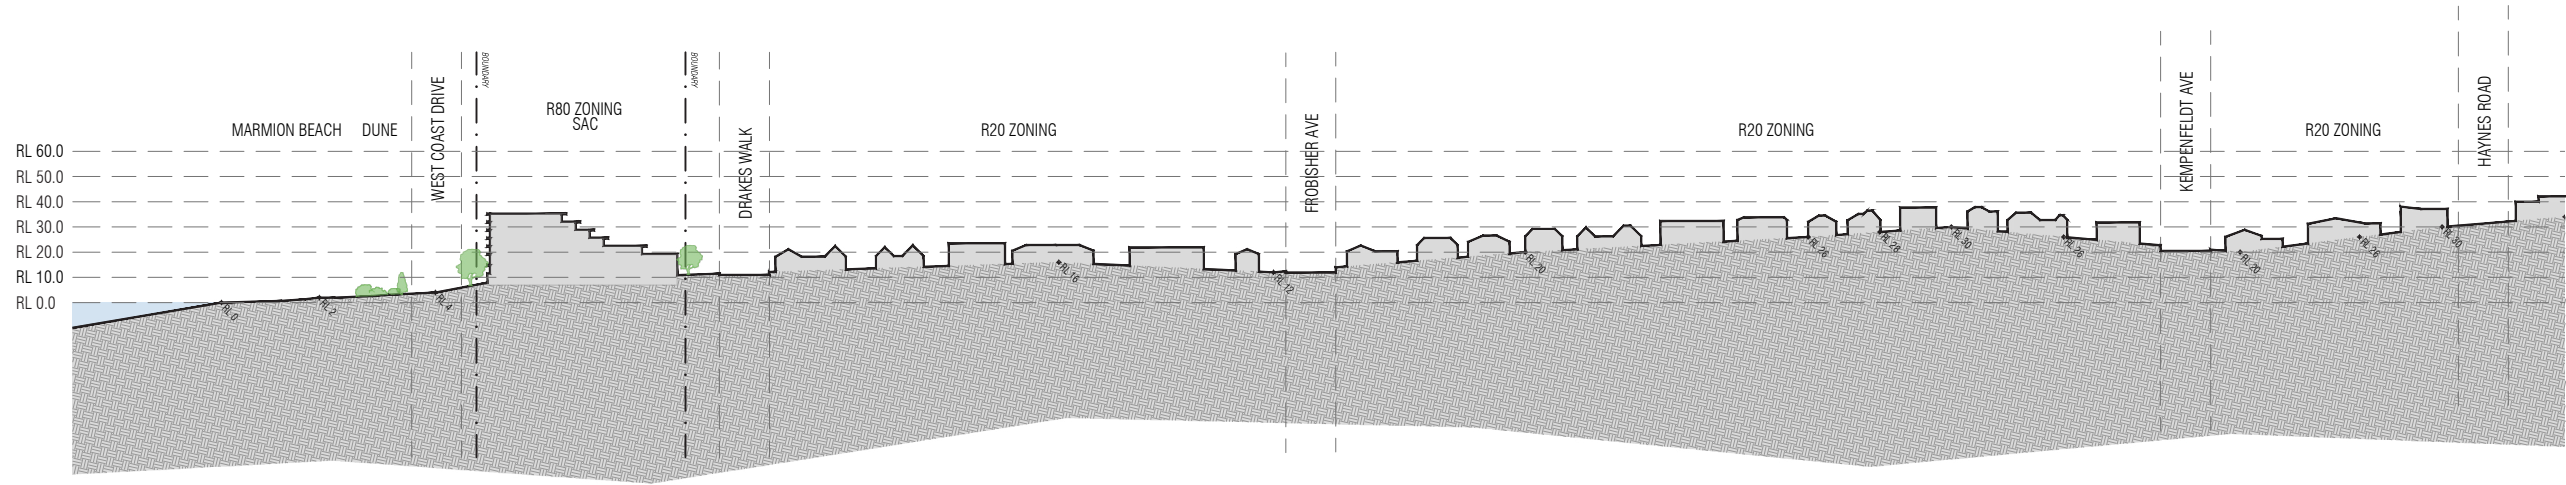 BOUNDARY
BOUNDARY
R80 ZONING
SAC
MARMION BEACH
DUNE
WEST COAST DRIVE
DRAKES WALK
R20 ZONING
FROBISHER AVE
R20 ZONING
KEMPENFELDT AVE
R20 ZONING
HAYNES ROAD
RL 60.0
RL 50.0
RL 40.0
RL 30.0
RL 20.0
RL 10.0
RL 0.0
RL 0
RL 2
RL 4
RL 16
RL 12
RL 20
RL 26
RL 28
RL 30
RL 26
RL 20
RL 26
RL 30